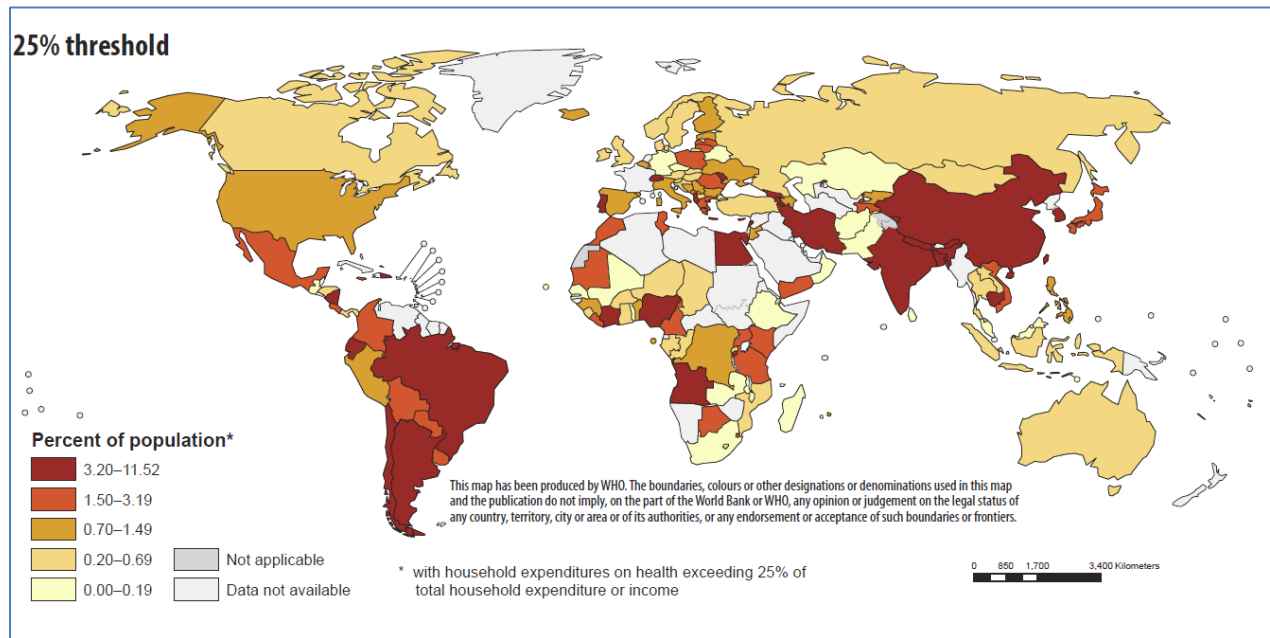 25% threshold
Percent of population*
3.20–11.52
1.50–3.19
0.70–1.49
0.20–0.69
0.00–0.19
Not applicable
Data not available
This map has been produced by WHO. The boundaries, colours or other designations or denominations used in this map
and the publication do not imply, on the part of the World Bank or WHO, any opinion or judgement on the legal status of
any country, territory, city or area or of its authorities, or any endorsement or acceptance of such boundaries or frontiers.
* with household expenditures on health exceeding 25% of
total household expenditure or income
0 850 1,700 3,400 Kilometers